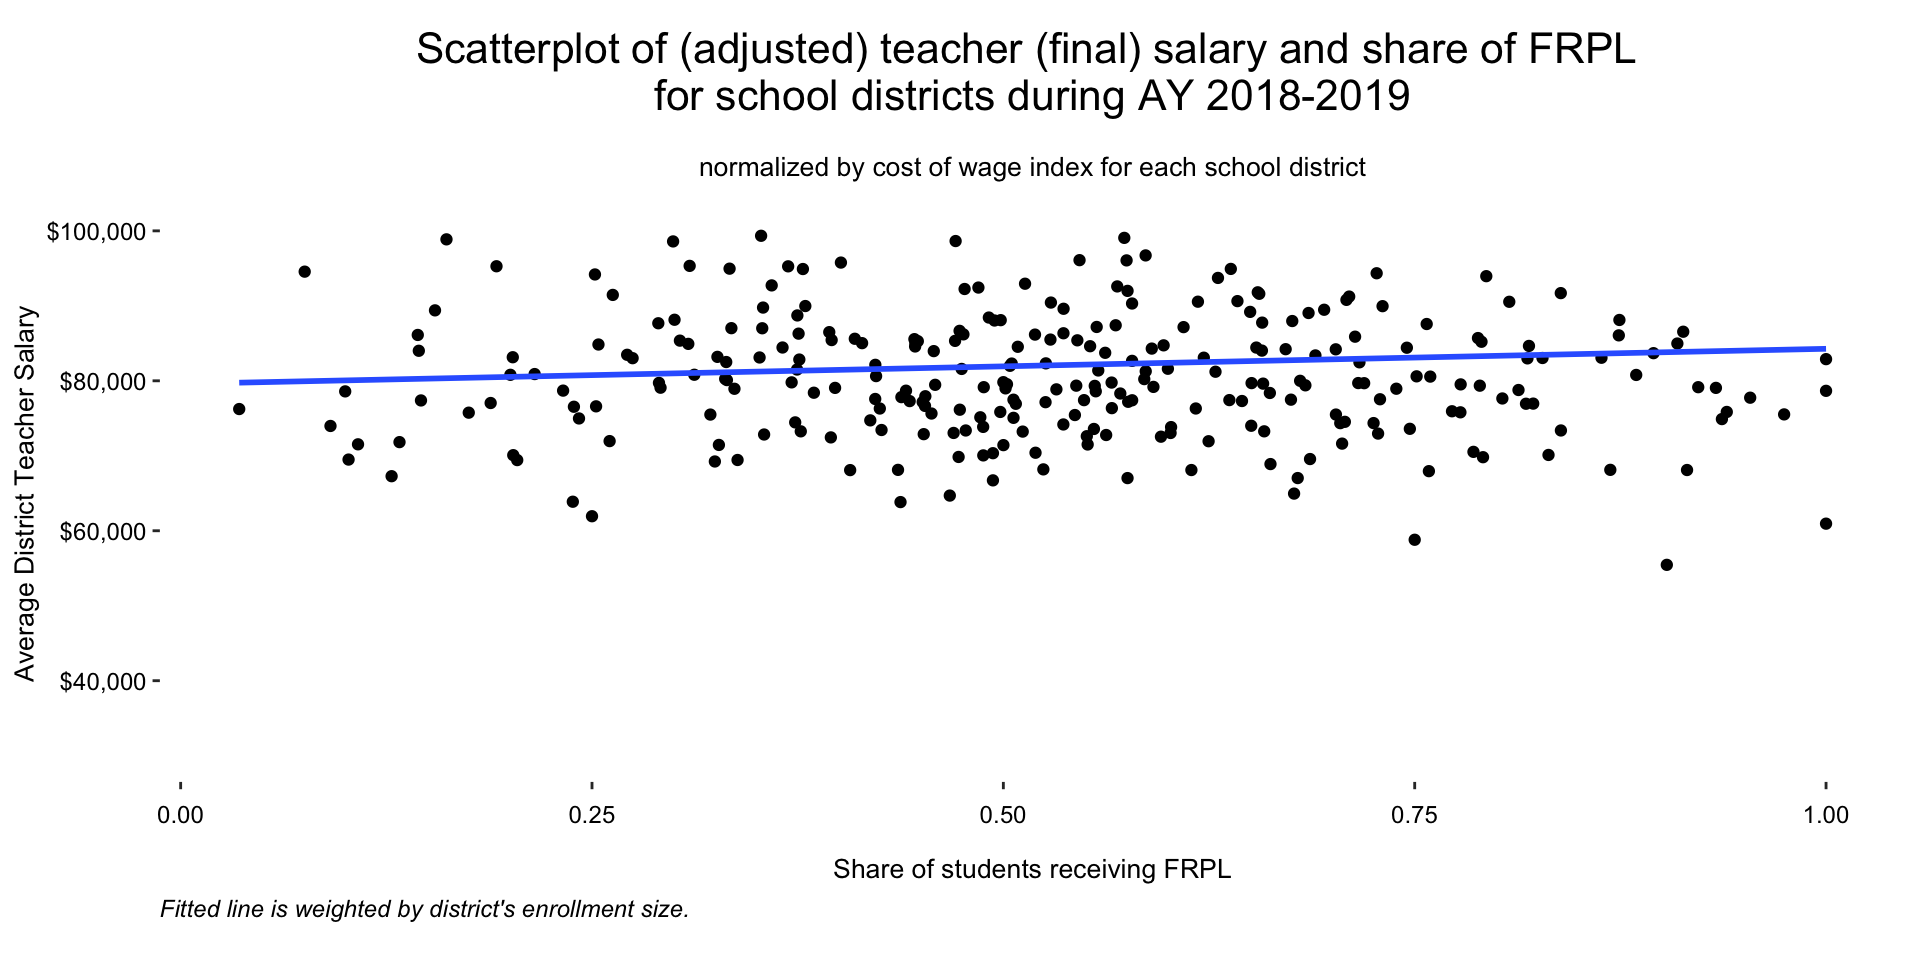 Scatterplot of (adjusted) teacher (final) salary and share of FRPL
for school districts during AY 2018-2019
normalized by cost of wage index for each school district
Average District Teacher Salary
$100,000
$80,000
$60,000
$40,000
0.00
0.25
0.50
0.75
1.00
Share of students receiving FRPL
Fitted line is weighted by district's enrollment size.